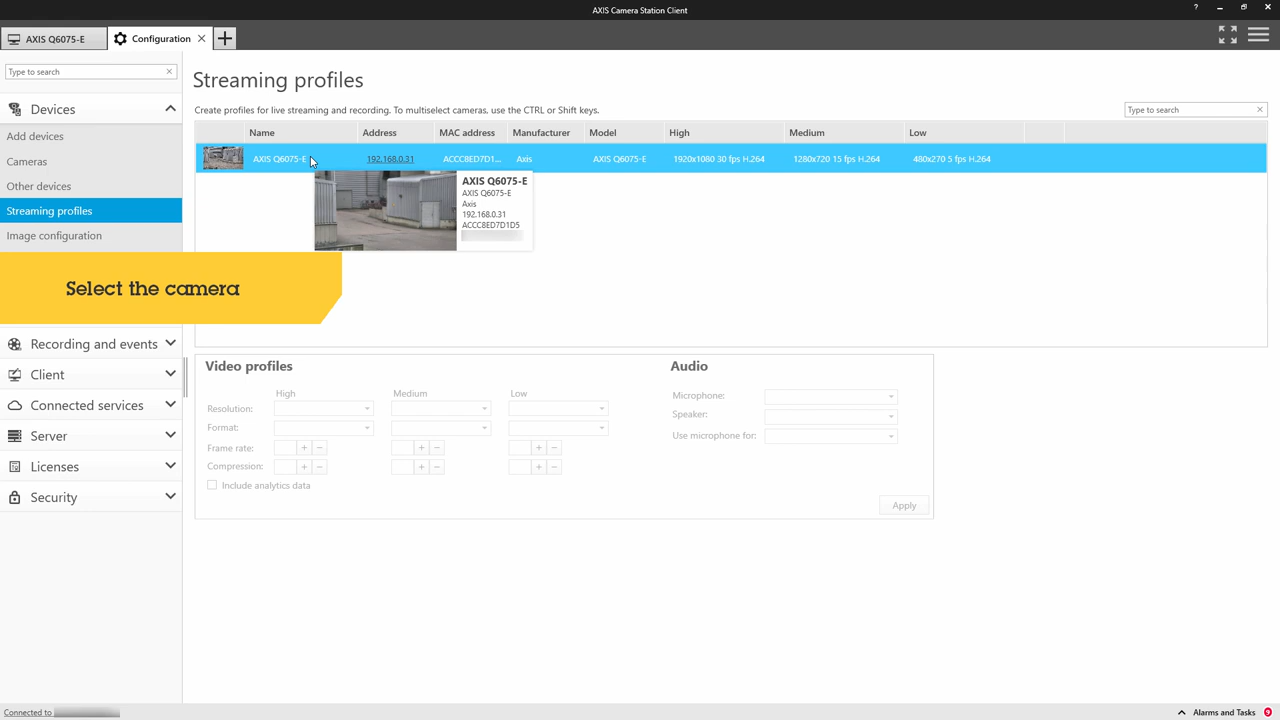 AXIS Camera Station Client
AXIS Q6075-E
Configuration
Type to search
Devices
Add devices
Cameras
Other devices
Streaming profiles
Image configuration
Select the camera
Recording and events
Client
Connected services
Server
Licenses
Security
Streaming profiles
Create profiles for live streaming and recording. To multiselect cameras, use the CTRL or Shift keys.
Type to search
Name Address MAC address Manufacturer Model High Medium Low
AXIS Q6075-E 192.168.0.31 ACCC8ED7D1... Axis AXIS Q6075-E 1920x1080 30 fps H.264 1280x720 15 fps H.264 480x270 5 fps H.264
AXIS Q6075-E
AXIS Q6075-E
Axis
192.168.0.31
ACCC8ED7D1D5
Video profiles
High Medium Low
Resolution:
Format:
Frame rate:
Compression:
Include analytics data
Audio
Microphone:
Speaker:
Use microphone for:
Apply
Connected to
Alarms and Tasks 9